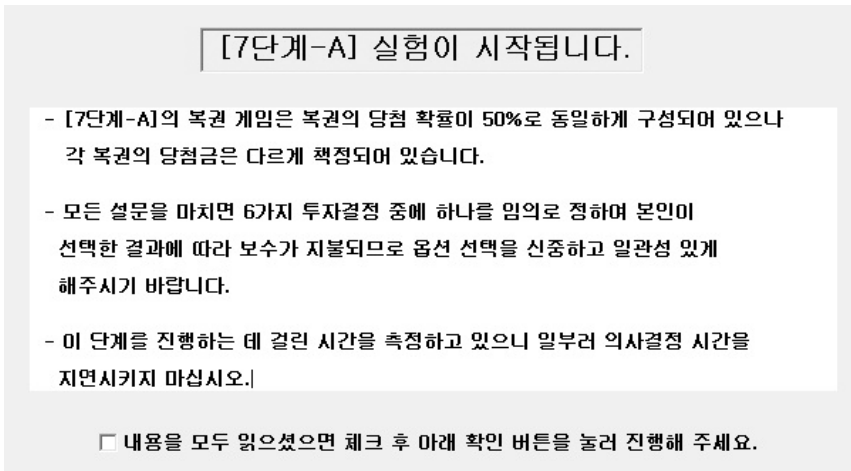 [7단계-A] 실험이 시작됩니다.
- [7단계-A]의 복권 게임은 복권의 당첨 확률이 50%로 동일하게 구성되어 있으나
각 복권의 당첨금은 다르게 책정되어 있습니다.
- 모든 설문을 마치면 6가지 투자결정 중에 하나를 임의로 정하여 본인이
선택한 결과에 따라 보수가 지불되므로 옵션 선택을 신중하고 일관성 있게
해주시기 바랍니다.
- 이 단계를 진행하는 데 걸린 시간을 측정하고 있으니 일부러 의사결정 시간을
지연시키지 마십시오.
내용을 모두 읽으셨으면 체크 후 아래 확인 버튼을 눌러 진행해 주세요.